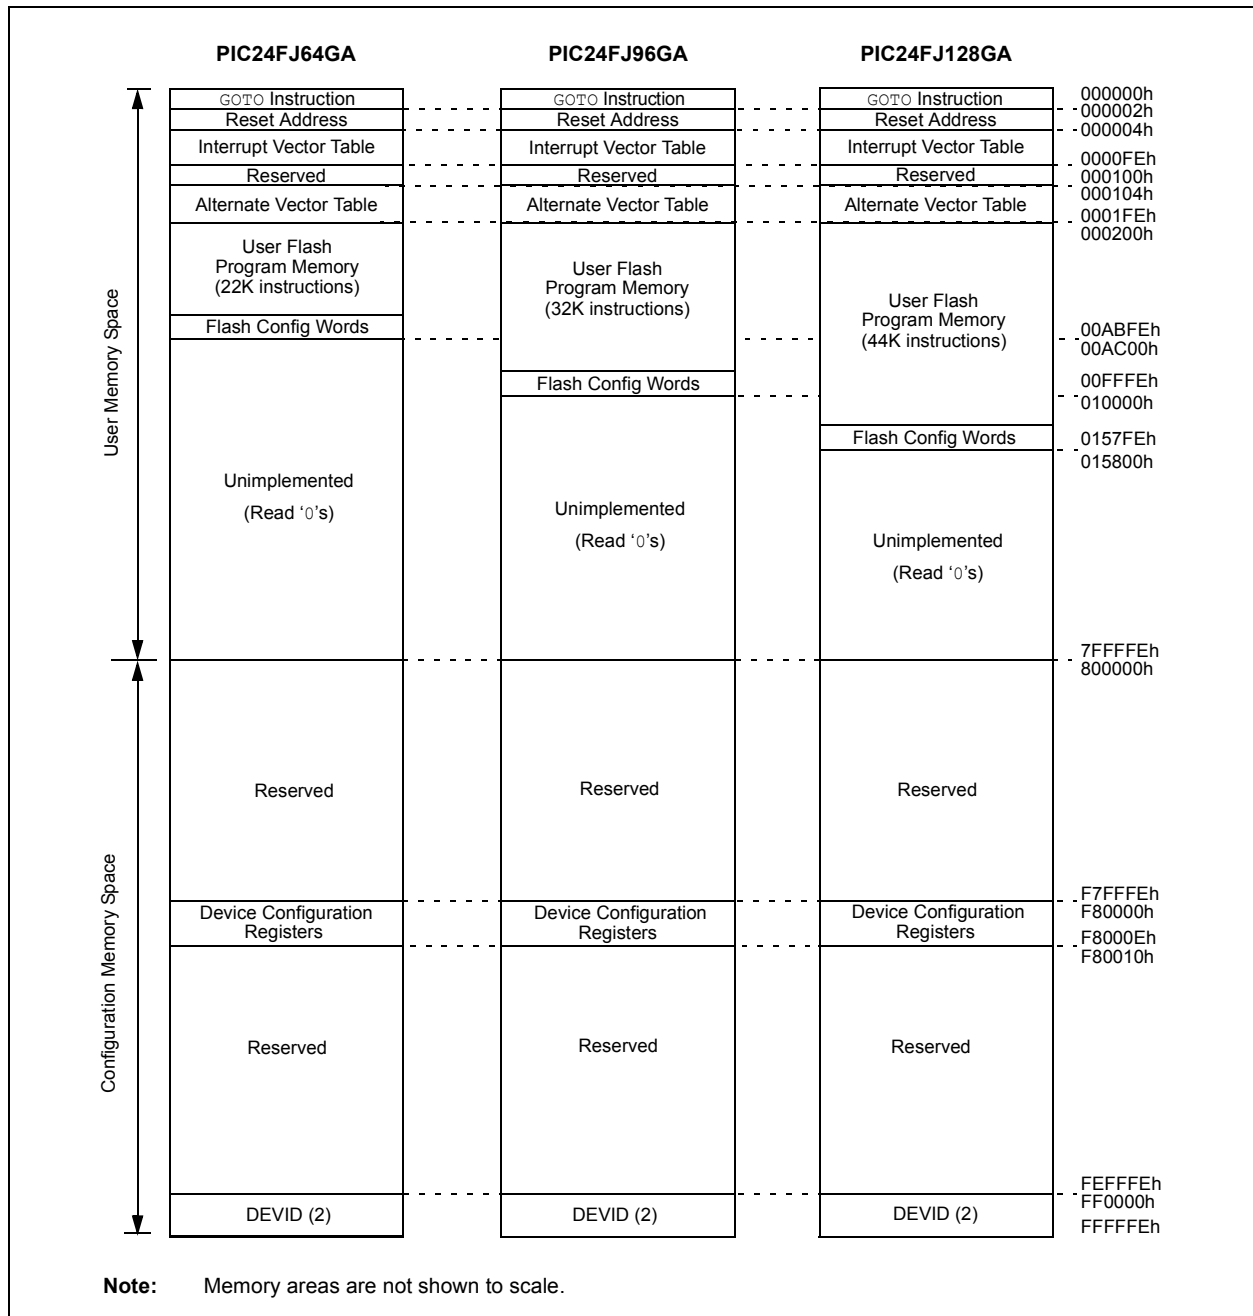 PIC24FJ64GA PIC24FJ96GA PIC24FJ128GA
GOTO Instruction GOTO Instruction GOTO Instruction 000000h
000002h
Reset Address Reset Address Reset Address 000004h
Interrupt Vector Table Interrupt Vector Table Interrupt Vector Table
0000FEh
Reserved Reserved Reserved 000100h
000104h
Alternate Vector Table Alternate Vector Table Alternate Vector Table
0001FEh
000200h
User Flash
Program Memory
(22K instructions)
User Flash
Program Memory
(32K instructions)
User Flash
Program Memory
(44K instructions)
Flash Config Words 00ABFEh
00AC00h
Flash Config Words 00FFFEh
010000h
Flash Config Words 0157FEh
015800h
User Memory Space
Unimplemented
(Read ‘0’s)
Unimplemented
(Read ‘0’s)
Unimplemented
(Read ‘0’s)
7FFFFEh
800000h
Reserved Reserved Reserved
Configuration Memory Space
F7FFFEh
F80000h
Device Configuration
Registers
Device Configuration
Registers
Device Configuration
Registers
F8000Eh
F80010h
Reserved Reserved Reserved
FEFFFEh
FF0000h
DEVID (2) DEVID (2) DEVID (2)
FFFFFEh
Note: Memory areas are not shown to scale.